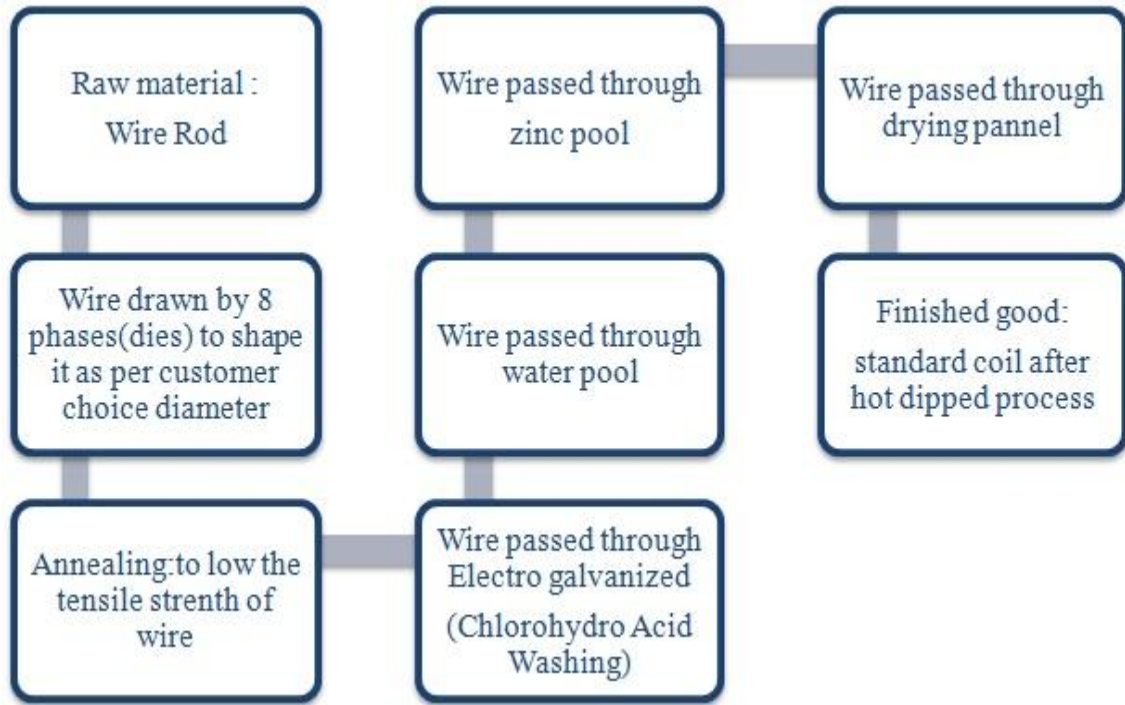 Raw material :
Wire Rod
Wire drawn by 8
phases(dies) to shape
it as per customer
choice diameter
Annealing:to low the
tensile strenth of
wire
Wire passed through
Electro galvanized
(Chlorohydro Acid
Washing)
Wire passed through
water pool
Wire passed through
zinc pool
Wire passed through
drying pannel
Finished good:
standard coil after
hot dipped process